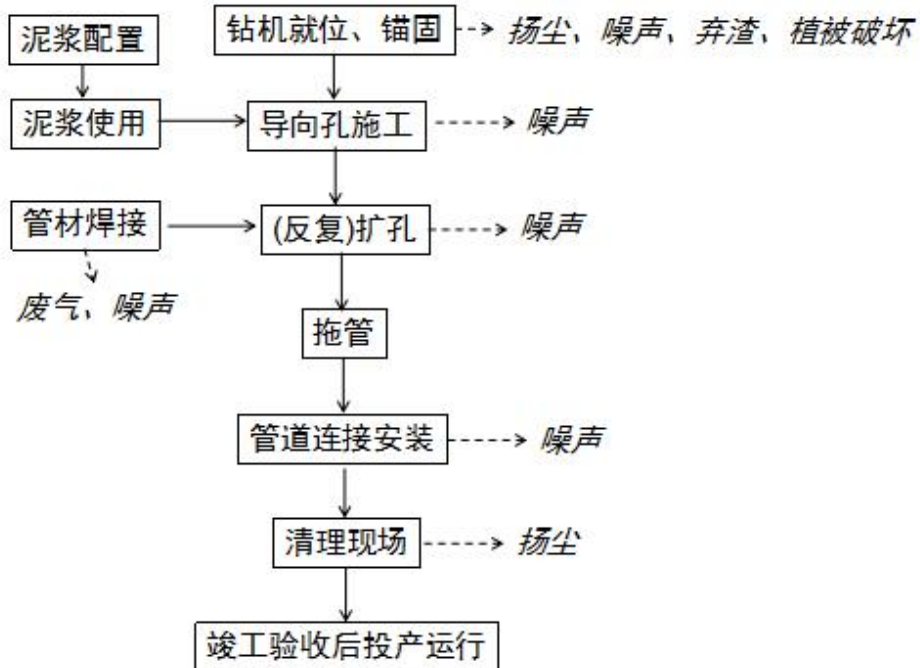 泥浆配置
钻机就位、锚固
扬尘、噪声、弃渣、植被破坏
泥浆使用
导向孔施工
噪声
管材焊接
(反复)扩孔
噪声
废气、噪声
拖管
管道连接安装
噪声
清理现场
扬尘
竣工验收后投产运行